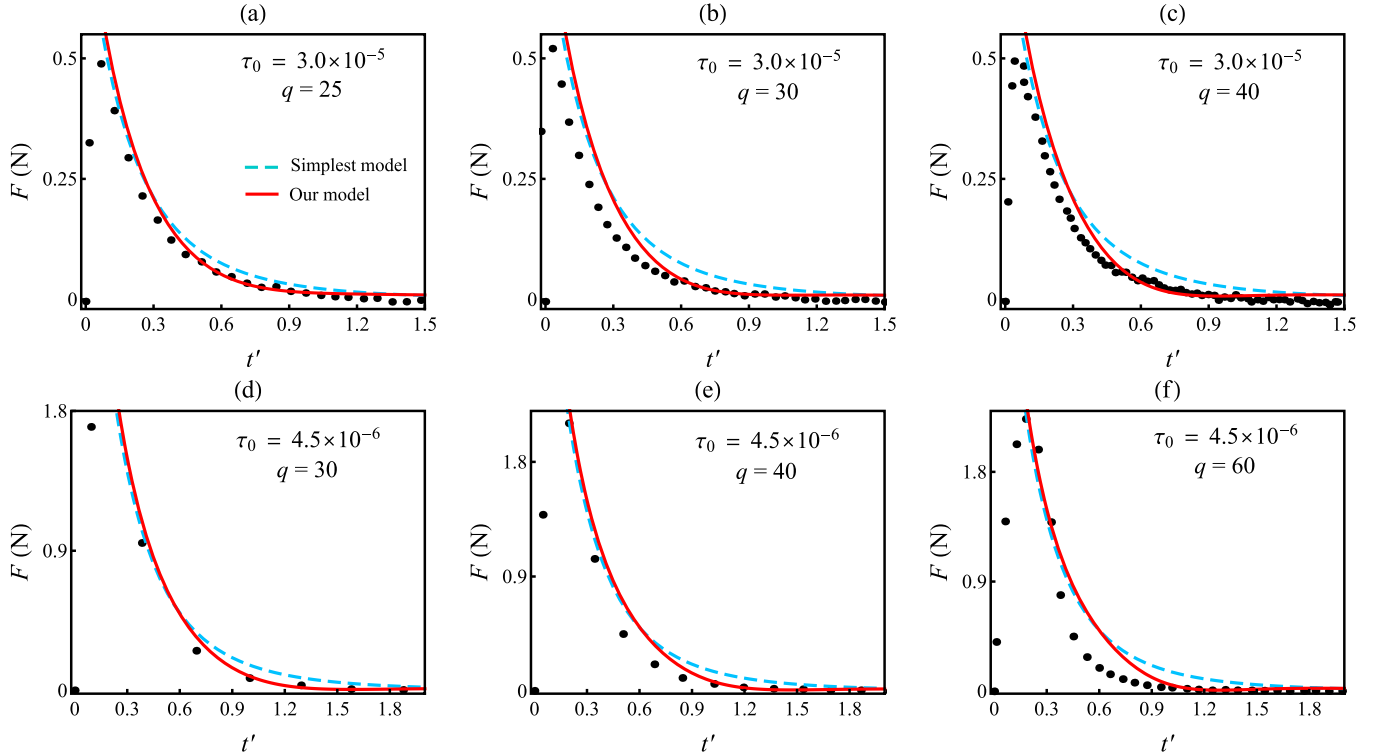 (a)
τ0 = 3.0×10−5
q = 25
Simplest model
Our model
F (N)
0.5
0.25
0
0 0.3 0.6 0.9 1.2 1.5
t′
(b)
τ0 = 3.0×10−5
q = 30
F (N)
0.5
0.25
0
0 0.3 0.6 0.9 1.2 1.5
t′
(c)
τ0 = 3.0×10−5
q = 40
F (N)
0.5
0.25
0
0 0.3 0.6 0.9 1.2 1.5
t′
(d)
τ0 = 4.5×10−6
q = 30
F (N)
1.8
0.9
0
0 0.3 0.6 0.9 1.2 1.5 1.8
t′
(e)
τ0 = 4.5×10−6
q = 40
F (N)
1.8
0.9
0
0 0.3 0.6 0.9 1.2 1.5 1.8
t′
(f)
τ0 = 4.5×10−6
q = 60
F (N)
1.8
0.9
0
0 0.3 0.6 0.9 1.2 1.5 1.8
t′